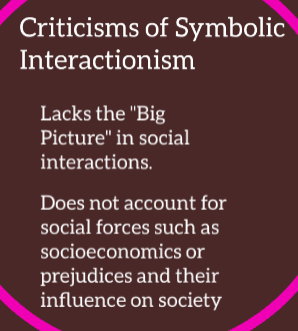 Criticisms of Symbolic
Interactionism
Lacks the "Big
Picture" in social
interactions.
Does not account for
social forces such as
socioeconomics or
prejudices and their
influence on society